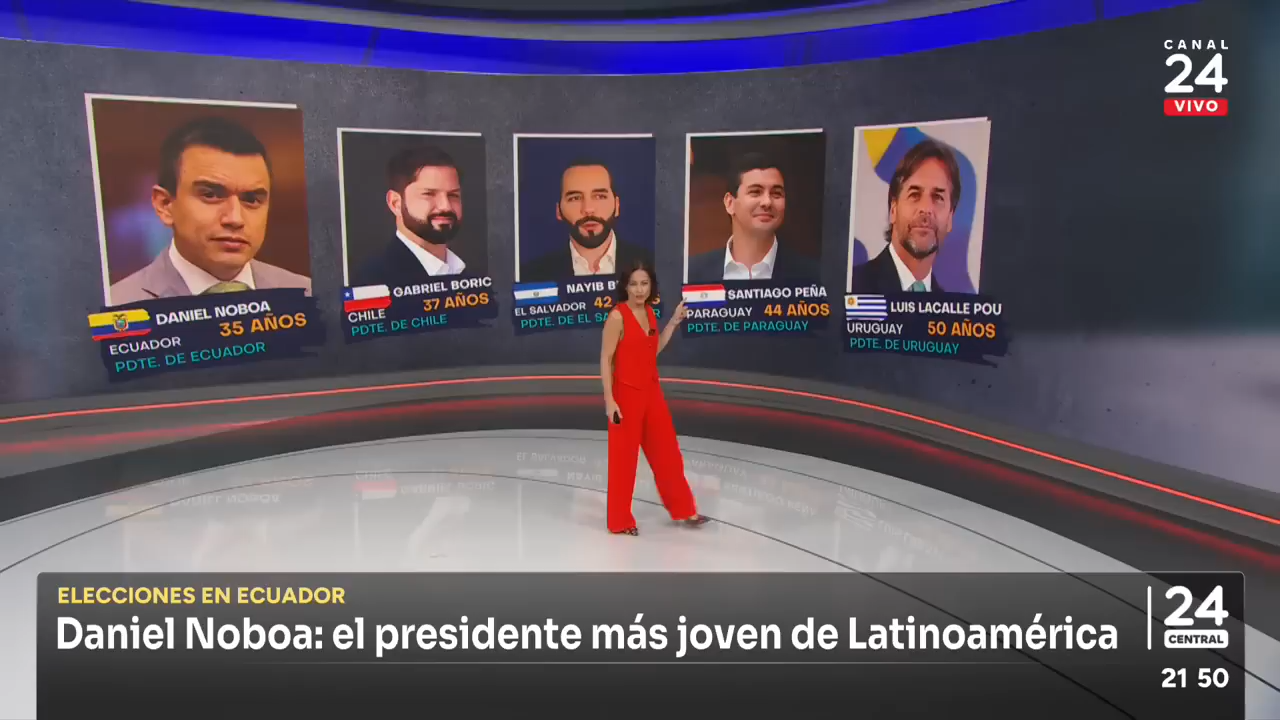 CANAL
24
VIVO
DANIEL NOBOA
35 AÑOS
ECUADOR
PDTE. DE ECUADOR
GABRIEL BORIC
37 AÑOS
CHILE
PDTE. DE CHILE
NAYIB
EL SALVADOR 42
PDTE. DE EL
SANTIAGO PEÑA
PARAGUAY 44 AÑOS
PDTE. DE PARAGUAY
LUIS LACALLE POU
URUGUAY 50 AÑOS
PDTE. DE URUGUAY
ELECCIONES EN ECUADOR
Daniel Noboa: el presidente más joven de Latinoamérica
24
CENTRAL
21 50